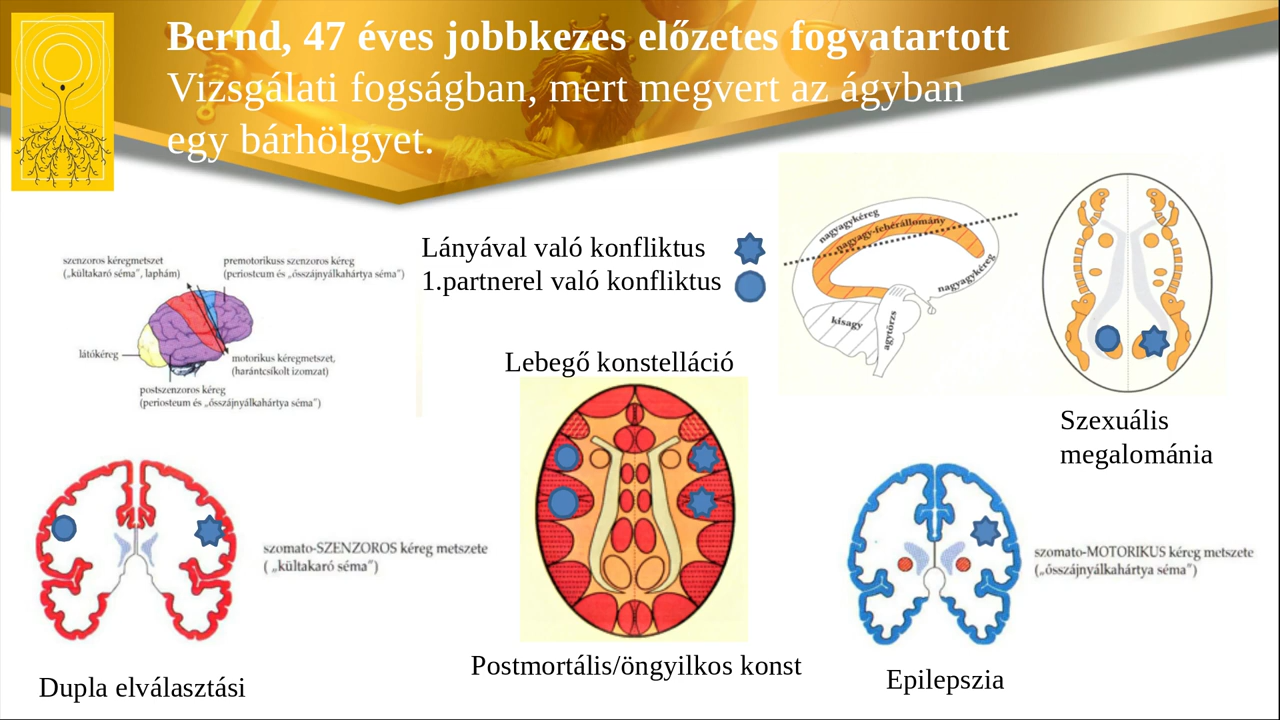 Bernd, 47 éves jobbkezes előzetes fogvatartott
Vizsgálati fogságban, mert megvert az ágyban
egy bárhölgyet.
szenzoros kéregmetszet
(„kültakaró séma”, laphám)
premotorikuss szenzoros kéreg
(periosteum és „ősszájnyálkahártya séma”)
látókéreg
motorikus kéregmetszet,
(harántcsíkolt izomzat)
postszenzoros kéreg
(periosteum és „ősszájnyálkahártya séma”)
Lányával való konfliktus
1.partnerel való konfliktus
nagyagykéreg
nagyagy-fehérállomány
nagyagykéreg
kisagy
agytörzs
Szexuális
megalománia
Lebegő konstelláció
szomato-SZENZOROS kéreg metszete
( „kültakaró séma”)
szomato-MOTORIKUS kéreg metszete
(„ősszájnyálkahártya séma”)
Dupla elválasztási
Postmortális/öngyilkos konst
Epilepszia